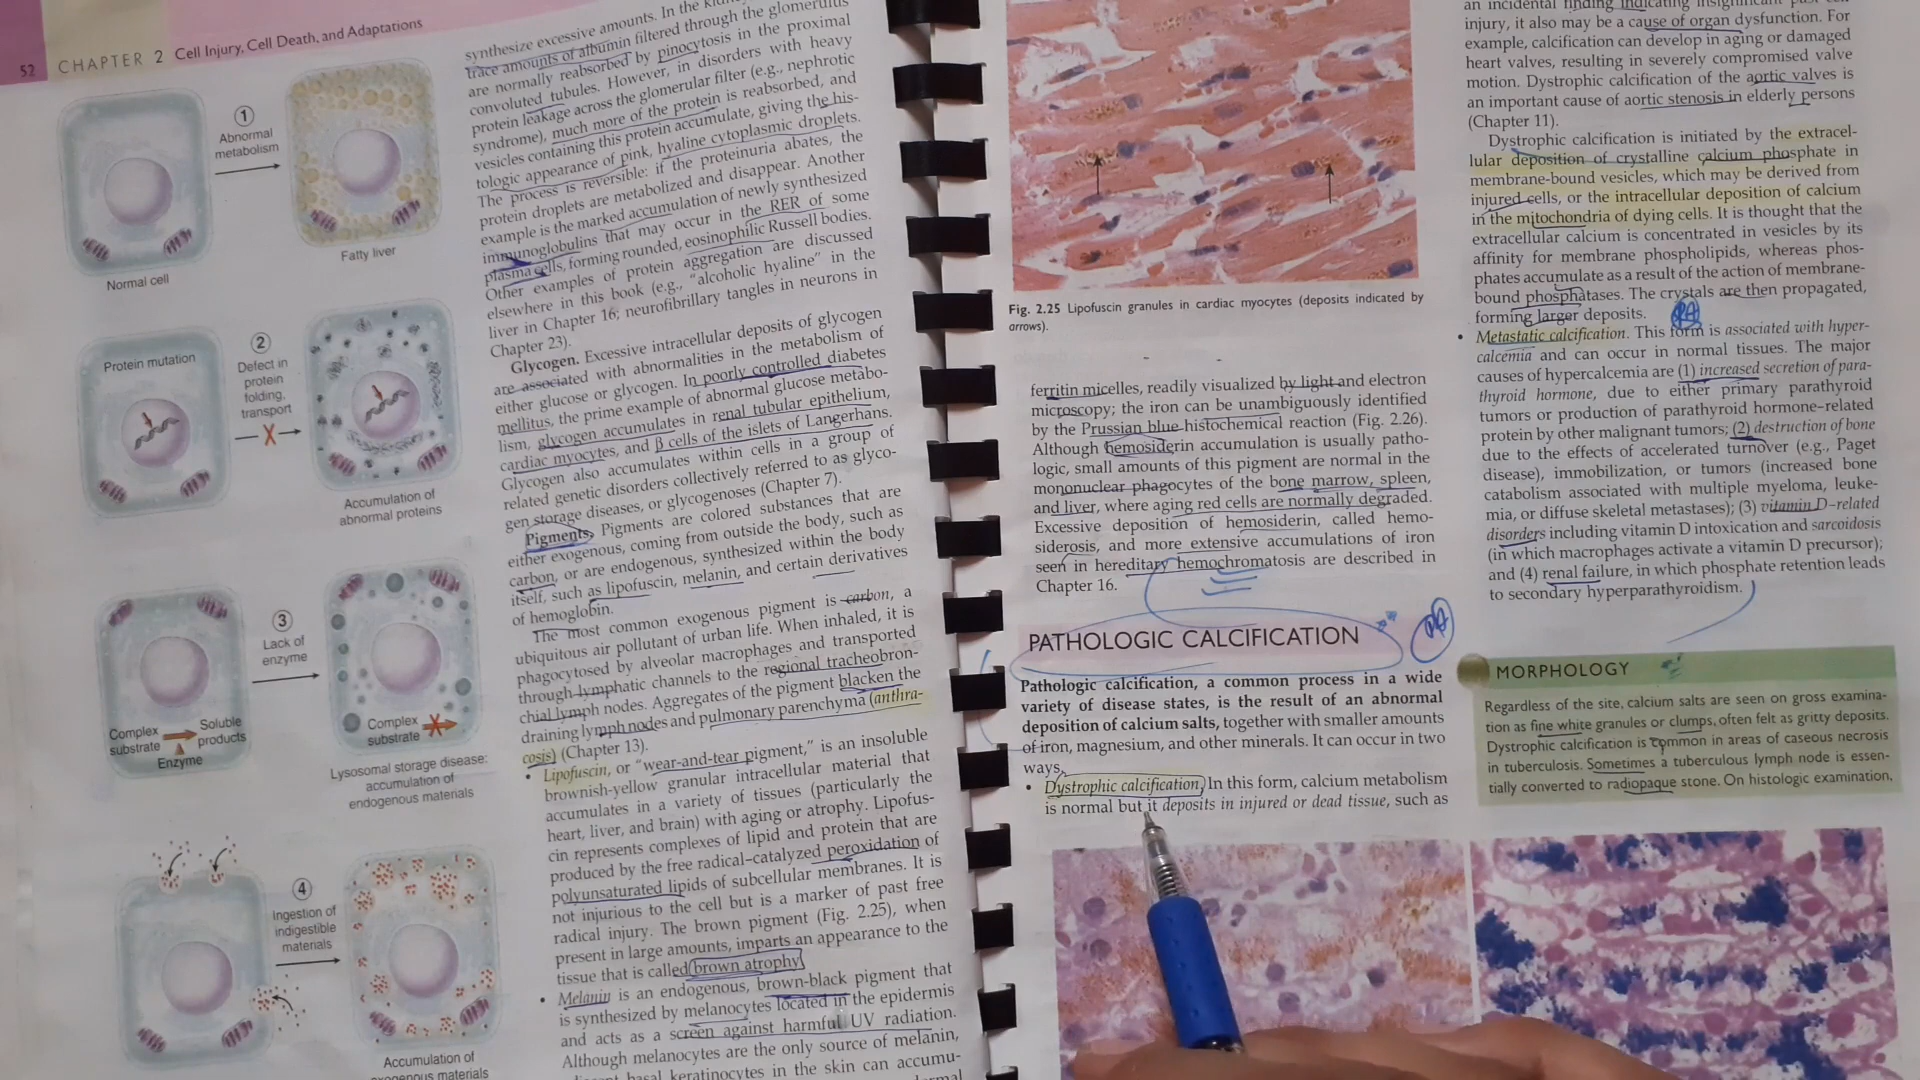 52 CHAPTER 2 Cell Injury, Cell Death, and Adaptations
1
Abnormal
metabolism
Normal cell
Fatty liver
Protein mutation
2
Defect in
protein
folding,
transport
Accumulation of
abnormal proteins
3
Lack of
enzyme
Complex
substrate
Soluble
products
Enzyme
Complex
substrate
Lysosomal storage disease:
accumulation of
endogenous materials
4
Ingestion of
indigestible
materials
Accumulation of
exogenous materials
synthesize excessive amounts. In the
trace amounts of albumin filtered through the glomerulus
are normally reabsorbed by pinocytosis in the proximal
convoluted tubules. However, in disorders with heavy
protein leakage across the glomerular filter (e.g., nephrotic
syndrome), much more of the protein is reabsorbed, and
vesicles containing this protein accumulate, giving the his-
tologic appearance of pink, hyaline cytoplasmic droplets.
The process is reversible: if the proteinuria abates, the
protein droplets are metabolized and disappear. Another
example is the marked accumulation of newly synthesized
immunoglobulins that may occur in the RER of some
plasma cells, forming rounded, eosinophilic Russell bodies.
Other examples of protein aggregation are discussed
elsewhere in this book (e.g., “alcoholic hyaline” in the
liver in Chapter 16; neurofibrillary tangles in neurons in
Chapter 23).
Glycogen. Excessive intracellular deposits of glycogen
are associated with abnormalities in the metabolism of
either glucose or glycogen. In poorly controlled diabetes
mellitus, the prime example of abnormal glucose metabo-
lism, glycogen accumulates in renal tubular epithelium,
cardiac myocytes, and β cells of the islets of Langerhans.
Glycogen also accumulates within cells in a group of
related genetic disorders collectively referred to as glyco-
gen storage diseases, or glycogenoses (Chapter 7).
Pigments. Pigments are colored substances that are
either exogenous, coming from outside the body, such as
carbon, or are endogenous, synthesized within the body
itself, such as lipofuscin, melanin, and certain derivatives
of hemoglobin.
The most common exogenous pigment is carbon, a
ubiquitous air pollutant of urban life. When inhaled, it is
phagocytosed by alveolar macrophages and transported
through lymphatic channels to the regional tracheobron-
chial lymph nodes. Aggregates of the pigment blacken the
draining lymph nodes and pulmonary parenchyma (anthra-
cosis) (Chapter 13).
• Lipofuscin, or “wear-and-tear pigment,” is an insoluble
brownish-yellow granular intracellular material that
accumulates in a variety of tissues (particularly the
heart, liver, and brain) with aging or atrophy. Lipofus-
cin represents complexes of lipid and protein that are
produced by the free radical–catalyzed peroxidation of
polyunsaturated lipids of subcellular membranes. It is
not injurious to the cell but is a marker of past free
radical injury. The brown pigment (Fig. 2.25), when
present in large amounts, imparts an appearance to the
tissue that is called brown atrophy.
• Melanin is an endogenous, brown-black pigment that
is synthesized by melanocytes located in the epidermis
and acts as a screen against harmful UV radiation.
Although melanocytes are the only source of melanin,
basal keratinocytes in the skin can accumu-
Fig. 2.25 Lipofuscin granules in cardiac myocytes (deposits indicated by
arrows).
ferritin micelles, readily visualized by light and electron
microscopy; the iron can be unambiguously identified
by the Prussian blue histochemical reaction (Fig. 2.26).
Although hemosiderin accumulation is usually patho-
logic, small amounts of this pigment are normal in the
mononuclear phagocytes of the bone marrow, spleen,
and liver, where aging red cells are normally degraded.
Excessive deposition of hemosiderin, called hemo-
siderosis, and more extensive accumulations of iron
seen in hereditary hemochromatosis are described in
Chapter 16.
PATHOLOGIC CALCIFICATION
Pathologic calcification, a common process in a wide
variety of disease states, is the result of an abnormal
deposition of calcium salts, together with smaller amounts
of iron, magnesium, and other minerals. It can occur in two
ways.
• Dystrophic calcification. In this form, calcium metabolism
is normal but it deposits in injured or dead tissue, such as
an incidental finding indicating insignificant past cell
injury, it also may be a cause of organ dysfunction. For
example, calcification can develop in aging or damaged
heart valves, resulting in severely compromised valve
motion. Dystrophic calcification of the aortic valves is
an important cause of aortic stenosis in elderly persons
(Chapter 11).
Dystrophic calcification is initiated by the extracel-
lular deposition of crystalline calcium phosphate in
membrane-bound vesicles, which may be derived from
injured cells, or the intracellular deposition of calcium
in the mitochondria of dying cells. It is thought that the
extracellular calcium is concentrated in vesicles by its
affinity for membrane phospholipids, whereas phos-
phates accumulate as a result of the action of membrane-
bound phosphatases. The crystals are then propagated,
forming larger deposits.
• Metastatic calcification. This form is associated with hyper-
calcemia and can occur in normal tissues. The major
causes of hypercalcemia are (1) increased secretion of para-
thyroid hormone, due to either primary parathyroid
tumors or production of parathyroid hormone–related
protein by other malignant tumors; (2) destruction of bone
due to the effects of accelerated turnover (e.g., Paget
disease), immobilization, or tumors (increased bone
catabolism associated with multiple myeloma, leuke-
mia, or diffuse skeletal metastases); (3) vitamin D–related
disorders including vitamin D intoxication and sarcoidosis
(in which macrophages activate a vitamin D precursor);
and (4) renal failure, in which phosphate retention leads
to secondary hyperparathyroidism.
MORPHOLOGY
Regardless of the site, calcium salts are seen on gross examina-
tion as fine white granules or clumps, often felt as gritty deposits.
Dystrophic calcification is common in areas of caseous necrosis
in tuberculosis. Sometimes a tuberculous lymph node is essen-
tially converted to radiopaque stone. On histologic examination,